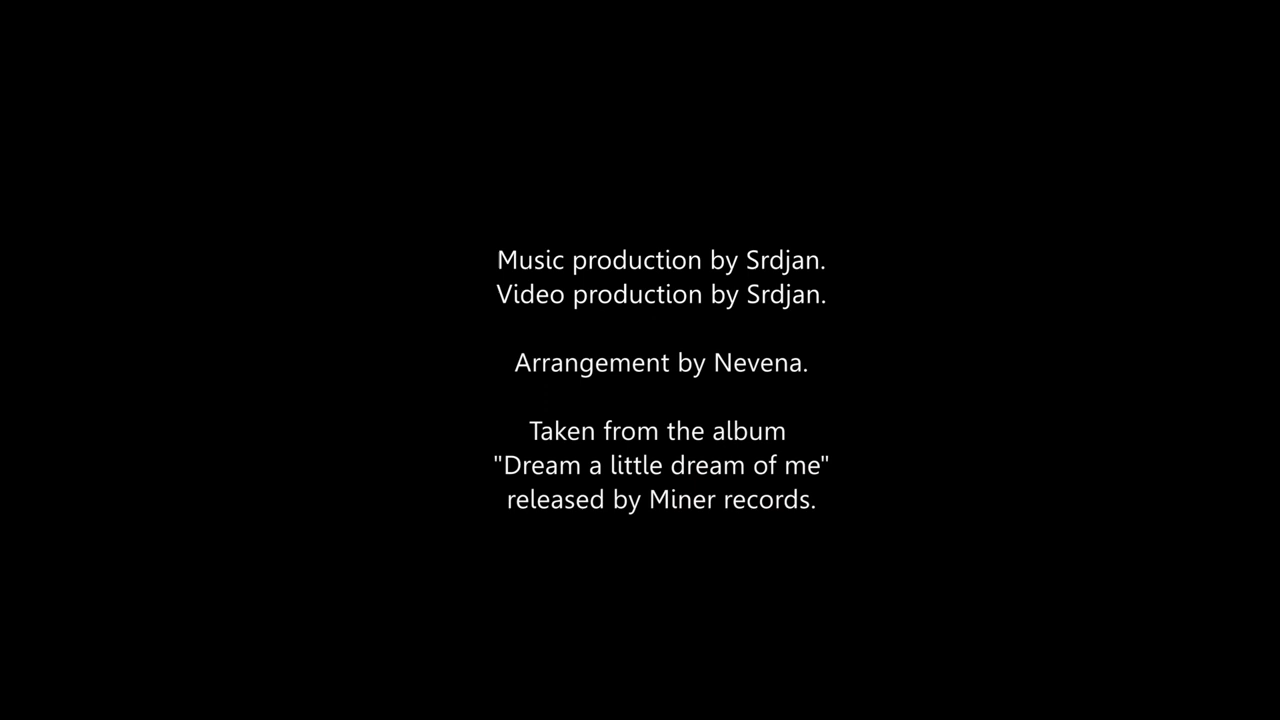 Music production by Srdjan.
Video production by Srdjan.
Arrangement by Nevena.
Taken from the album
"Dream a little dream of me"
released by Miner records.